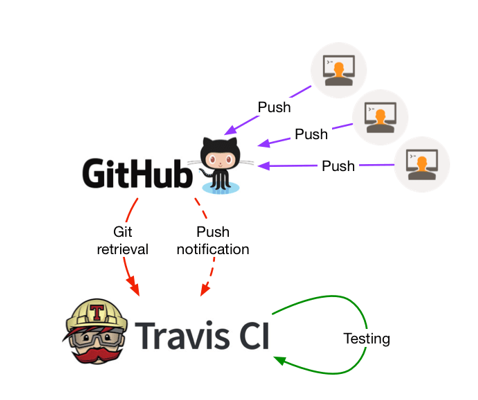 Push
Push
Push
GitHub
Git
retrieval
Push
notification
T
Travis CI
Testing